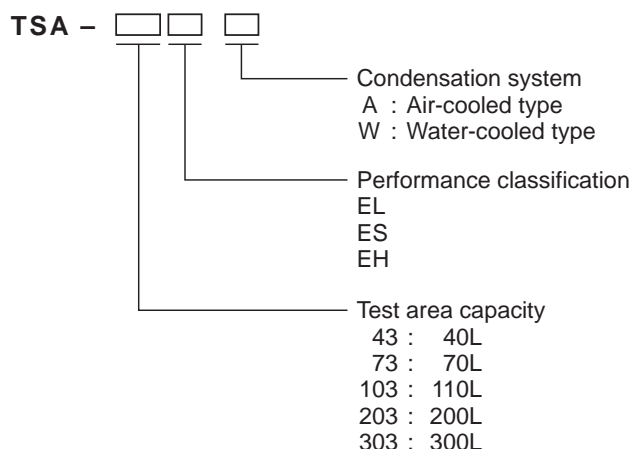 TSA –
Condensation system
A : Air-cooled type
W : Water-cooled type
Performance classification
EL
ES
EH
Test area capacity
43 : 40L
73 : 70L
103 : 110L
203 : 200L
303 : 300L